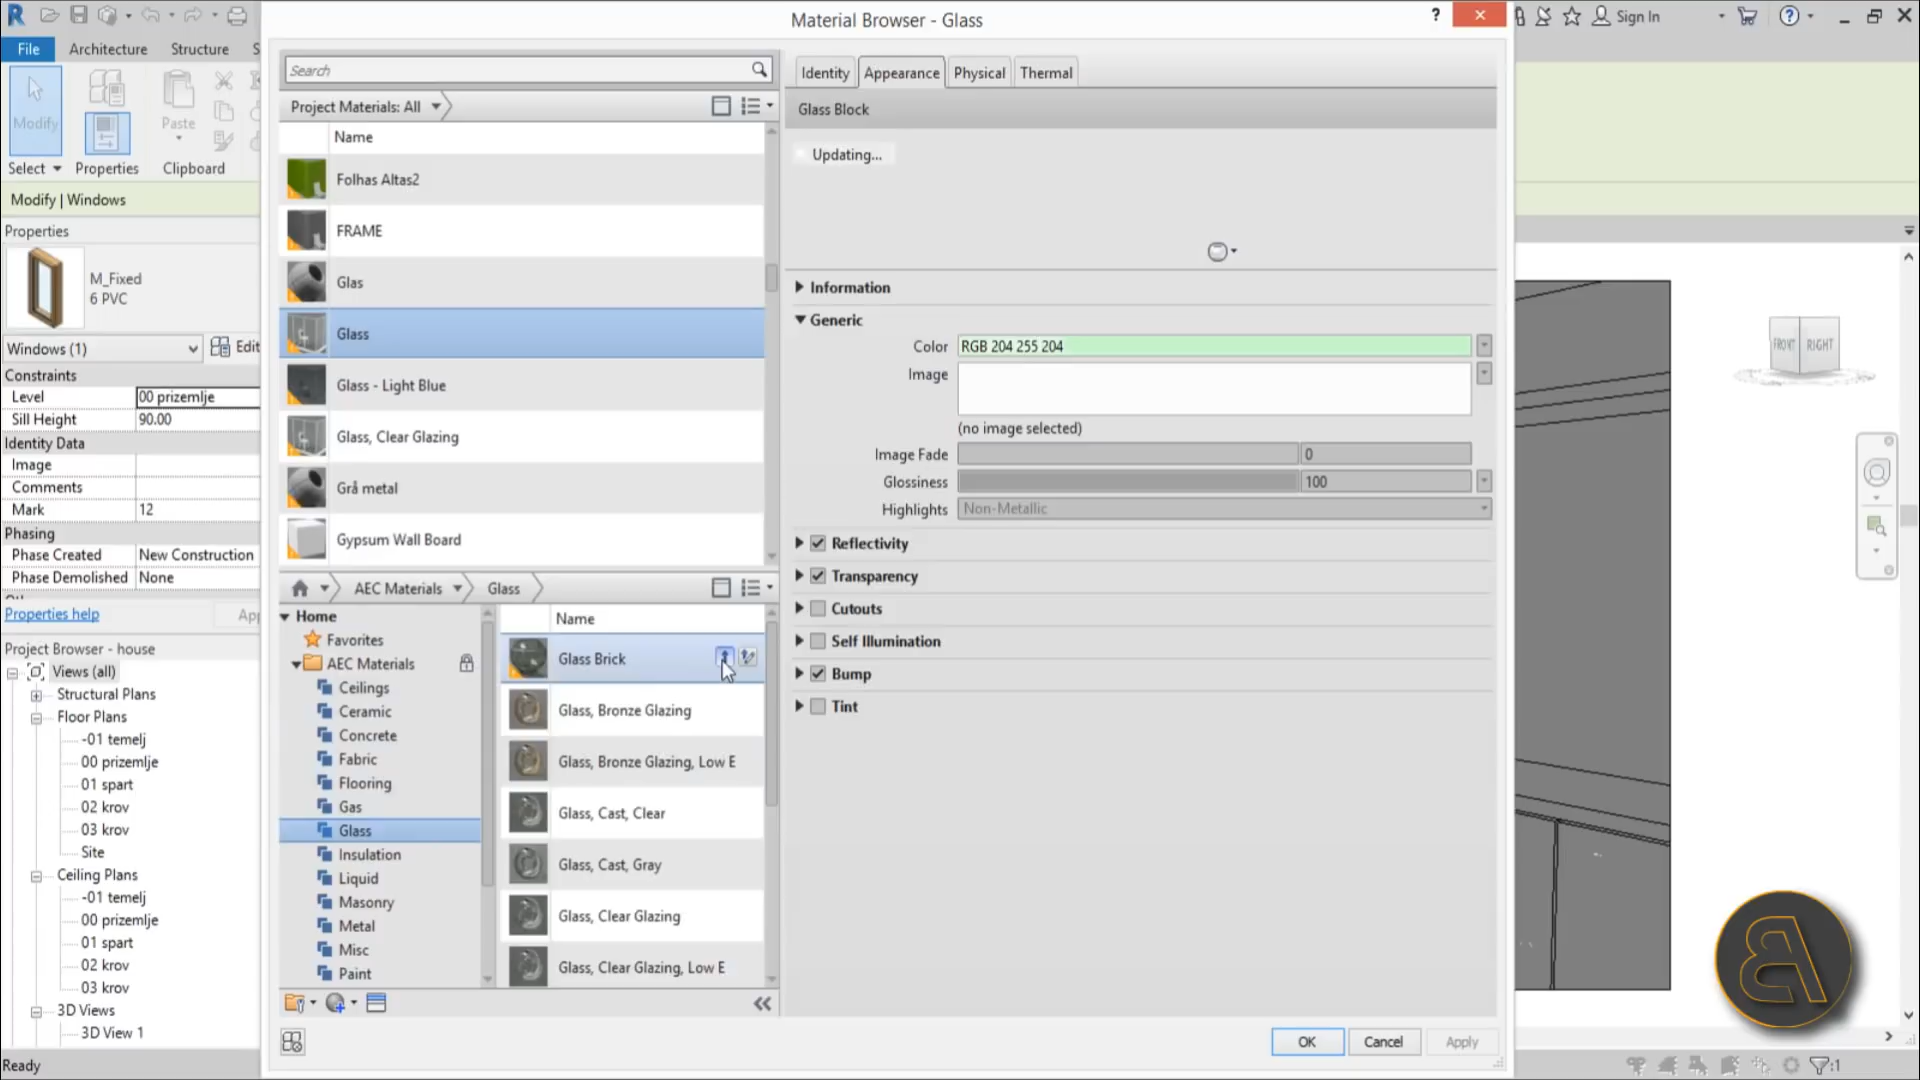 Material Browser - Glass
?
Sign In
File
Architecture
Structure
S
Search
Identity
Appearance
Physical
Thermal
Modify
Paste
Project Materials: All
Glass Block
Name
Select
Properties
Clipboard
Updating...
Folhas Altas2
Modify | Windows
FRAME
Properties
M_Fixed
6 PVC
Glas
Information
Generic
Glass
Color
RGB 204 255 204
FRONT
RIGHT
Windows (1)
Edit
Image
Constraints
Glass - Light Blue
Level
00 prizemlje
Sill Height
90.00
(no image selected)
Identity Data
Glass, Clear Glazing
Image Fade
0
Image
Comments
Grå metal
Glossiness
100
Mark
12
Highlights
Non-Metallic
Phasing
Gypsum Wall Board
Reflectivity
Phase Created
New Construction
Phase Demolished
None
Transparency
AEC Materials
Glass
Properties help
Ap
Home
Name
Cutouts
Favorites
Self Illumination
Project Browser - house
AEC Materials
Glass Brick
Bump
Views (all)
Structural Plans
Ceilings
Floor Plans
Ceramic
Glass, Bronze Glazing
Tint
-01 temelj
Concrete
00 prizemlje
Fabric
Glass, Bronze Glazing, Low E
01 spart
Flooring
02 krov
Gas
Glass, Cast, Clear
03 krov
Glass
Site
Insulation
Glass, Cast, Gray
Ceiling Plans
Liquid
-01 temelj
Masonry
Glass, Clear Glazing
00 prizemlje
Metal
01 spart
Misc
Glass, Clear Glazing, Low E
02 krov
Paint
03 krov
3D Views
3D View 1
OK
Cancel
Apply
Ready
:1